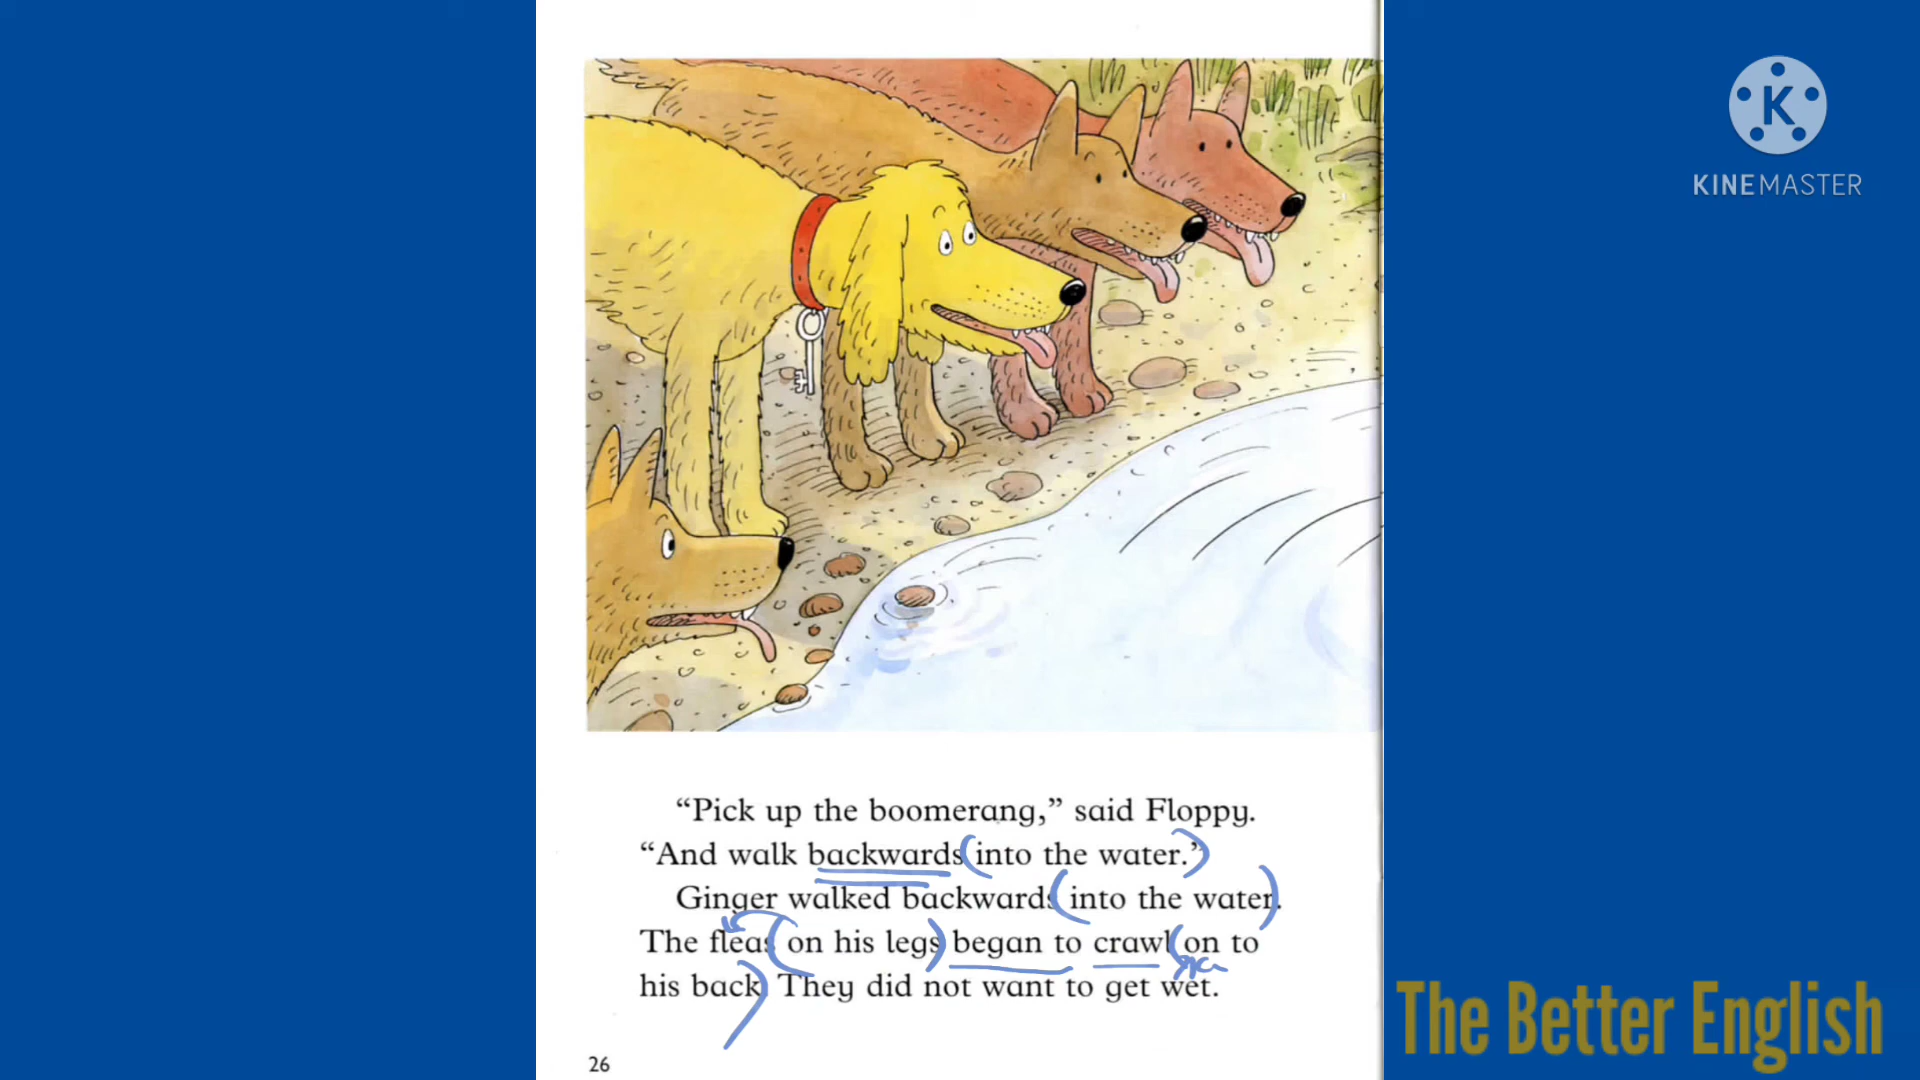 KINEMASTER
“Pick up the boomerang,” said Floppy.
“And walk backwards into the water.”
Ginger walked backwards into the water.
The fleas on his legs began to crawl on to
his back. They did not want to get wet.
26
The Better English